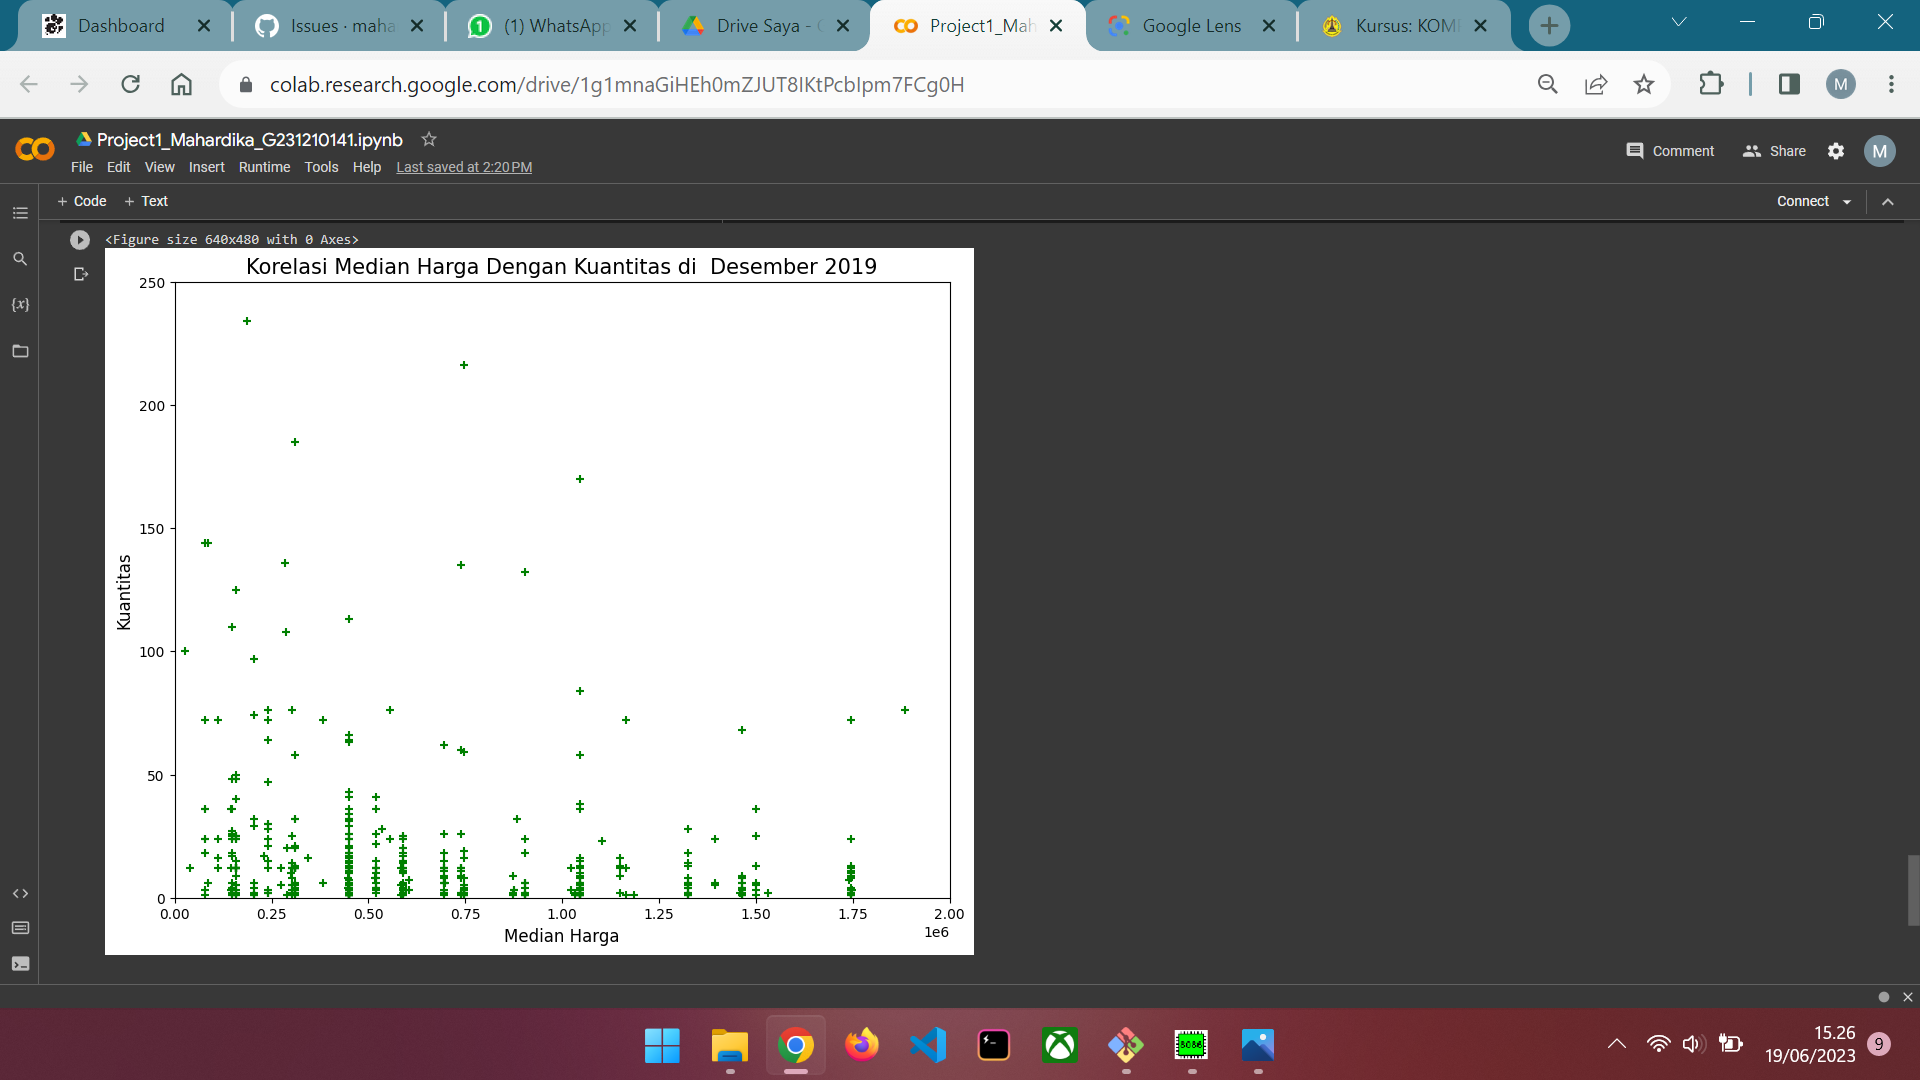 Dashboard
Issues · maha
(1) WhatsApp
Drive Saya - G
Project1_Mah
Google Lens
Kursus: KOM
colab.research.google.com/drive/1g1mnaGiHEh0mZJUT8IKtPcbIpm7FCg0H
M
Project1_Mahardika_G231210141.ipynb
File Edit View Insert Runtime Tools Help Last saved at 2:20 PM
Comment Share M
+ Code + Text
Connect
<Figure size 640x480 with 0 Axes>
{x}
Korelasi Median Harga Dengan Kuantitas di  Desember 2019
250
200
150
100
50
0
Kuantitas
0.00 0.25 0.50 0.75 1.00 1.25 1.50 1.75 2.00
1e6
Median Harga
8086
15.26
19/06/2023
9